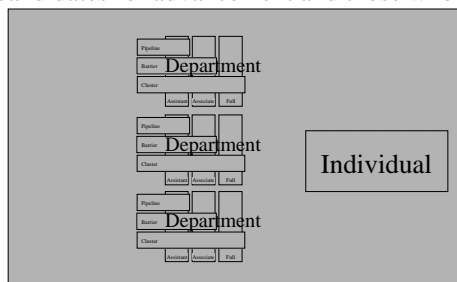 Pipeline
Barrier
Department
Cluster
Assistant Associate Full
Pipeline
Barrier
Department
Cluster
Assistant Associate Full
Pipeline
Barrier
Department
Cluster
Assistant Associate Full
Individual